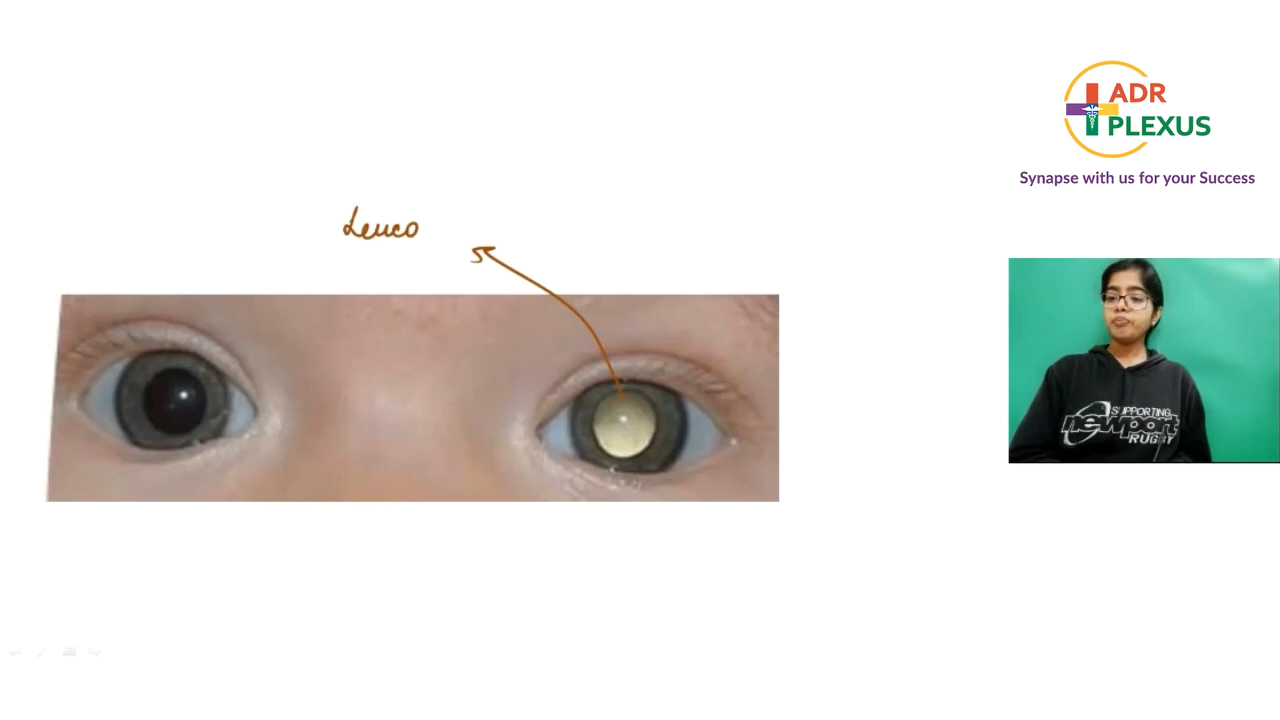 ADR
PLEXUS
Synapse with us for your Success
Leuco
SUPPORTING
newport
RUGBY